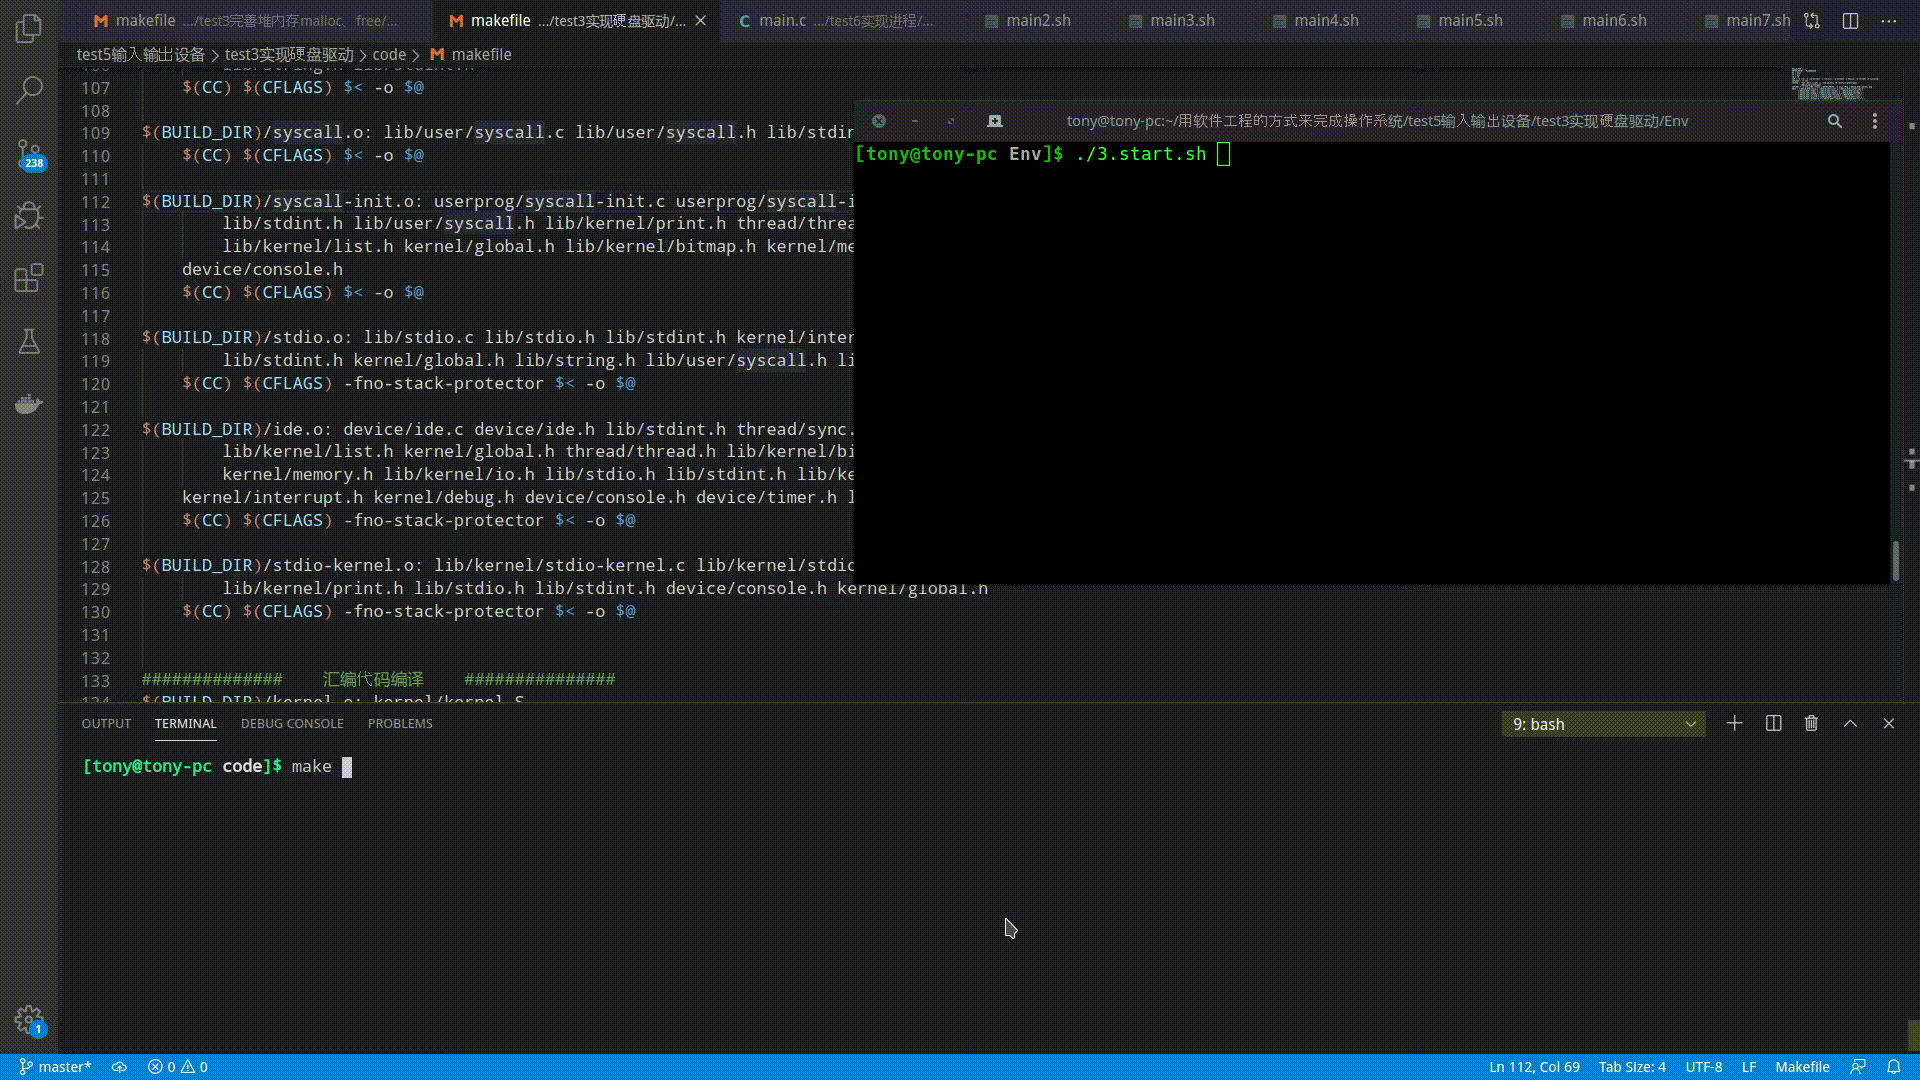 makefile .../test3完善堆内存malloc、free/...
makefile .../test3实现硬盘驱动/...
main.c .../test6实现进程/...
main2.sh
main3.sh
main4.sh
main5.sh
main6.sh
main7.sh
test5输入输出设备 > test3实现硬盘驱动 > code > makefile
107 $(CC) $(CFLAGS) $< -o $@
108
109 $(BUILD_DIR)/syscall.o: lib/user/syscall.c lib/user/syscall.h lib/stdin
110 $(CC) $(CFLAGS) $< -o $@
111
112 $(BUILD_DIR)/syscall-init.o: userprog/syscall-init.c userprog/syscall-i
113 lib/stdint.h lib/user/syscall.h lib/kernel/print.h thread/threa
114 lib/kernel/list.h kernel/global.h lib/kernel/bitmap.h kernel/me
115 device/console.h
116 $(CC) $(CFLAGS) $< -o $@
117
118 $(BUILD_DIR)/stdio.o: lib/stdio.c lib/stdio.h lib/stdint.h kernel/inter
119 lib/stdint.h kernel/global.h lib/string.h lib/user/syscall.h li
120 $(CC) $(CFLAGS) -fno-stack-protector $< -o $@
121
122 $(BUILD_DIR)/ide.o: device/ide.c device/ide.h lib/stdint.h thread/sync.
123 lib/kernel/list.h kernel/global.h thread/thread.h lib/kernel/bi
124 kernel/memory.h lib/kernel/io.h lib/stdio.h lib/stdint.h lib/ke
125 kernel/interrupt.h kernel/debug.h device/console.h device/timer.h l
126 $(CC) $(CFLAGS) -fno-stack-protector $< -o $@
127
128 $(BUILD_DIR)/stdio-kernel.o: lib/kernel/stdio-kernel.c lib/kernel/stdio
129 lib/kernel/print.h lib/stdio.h lib/stdint.h device/console.h kernel/global.h
130 $(CC) $(CFLAGS) -fno-stack-protector $< -o $@
131
132
133 ############## 汇编代码编译 ###############
134 $(BUILD_DIR)/kernel.o: kernel/kernel.S
tony@tony-pc:~/用软件工程的方式来完成操作系统/test5输入输出设备/test3实现硬盘驱动/Env
[tony@tony-pc Env]$ ./3.start.sh
238
1
OUTPUT TERMINAL DEBUG CONSOLE PROBLEMS
9: bash
[tony@tony-pc code]$ make
master* 0 0 Ln 112, Col 69 Tab Size: 4 UTF-8 LF Makefile